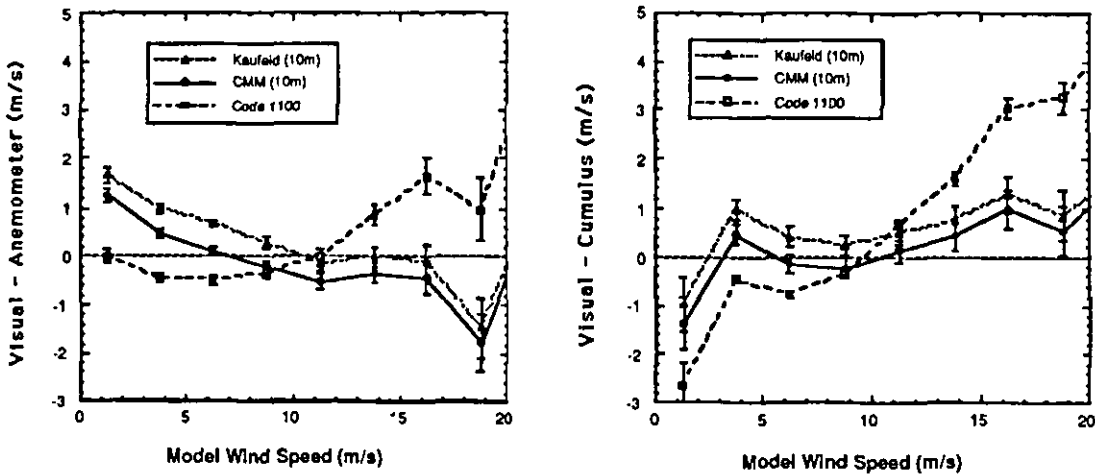 Visual - Anemometer (m/s)
5
4
3
2
1
0
-1
-2
-3
Kaufeld (10m)
CMM (10m)
Code 1100
0
5
10
15
20
Model Wind Speed (m/s)
Visual - Cumulus (m/s)
5
4
3
2
1
0
-1
-2
-3
Kaufeld (10m)
CMM (10m)
Code 1100
0
5
10
15
20
Model Wind Speed (m/s)